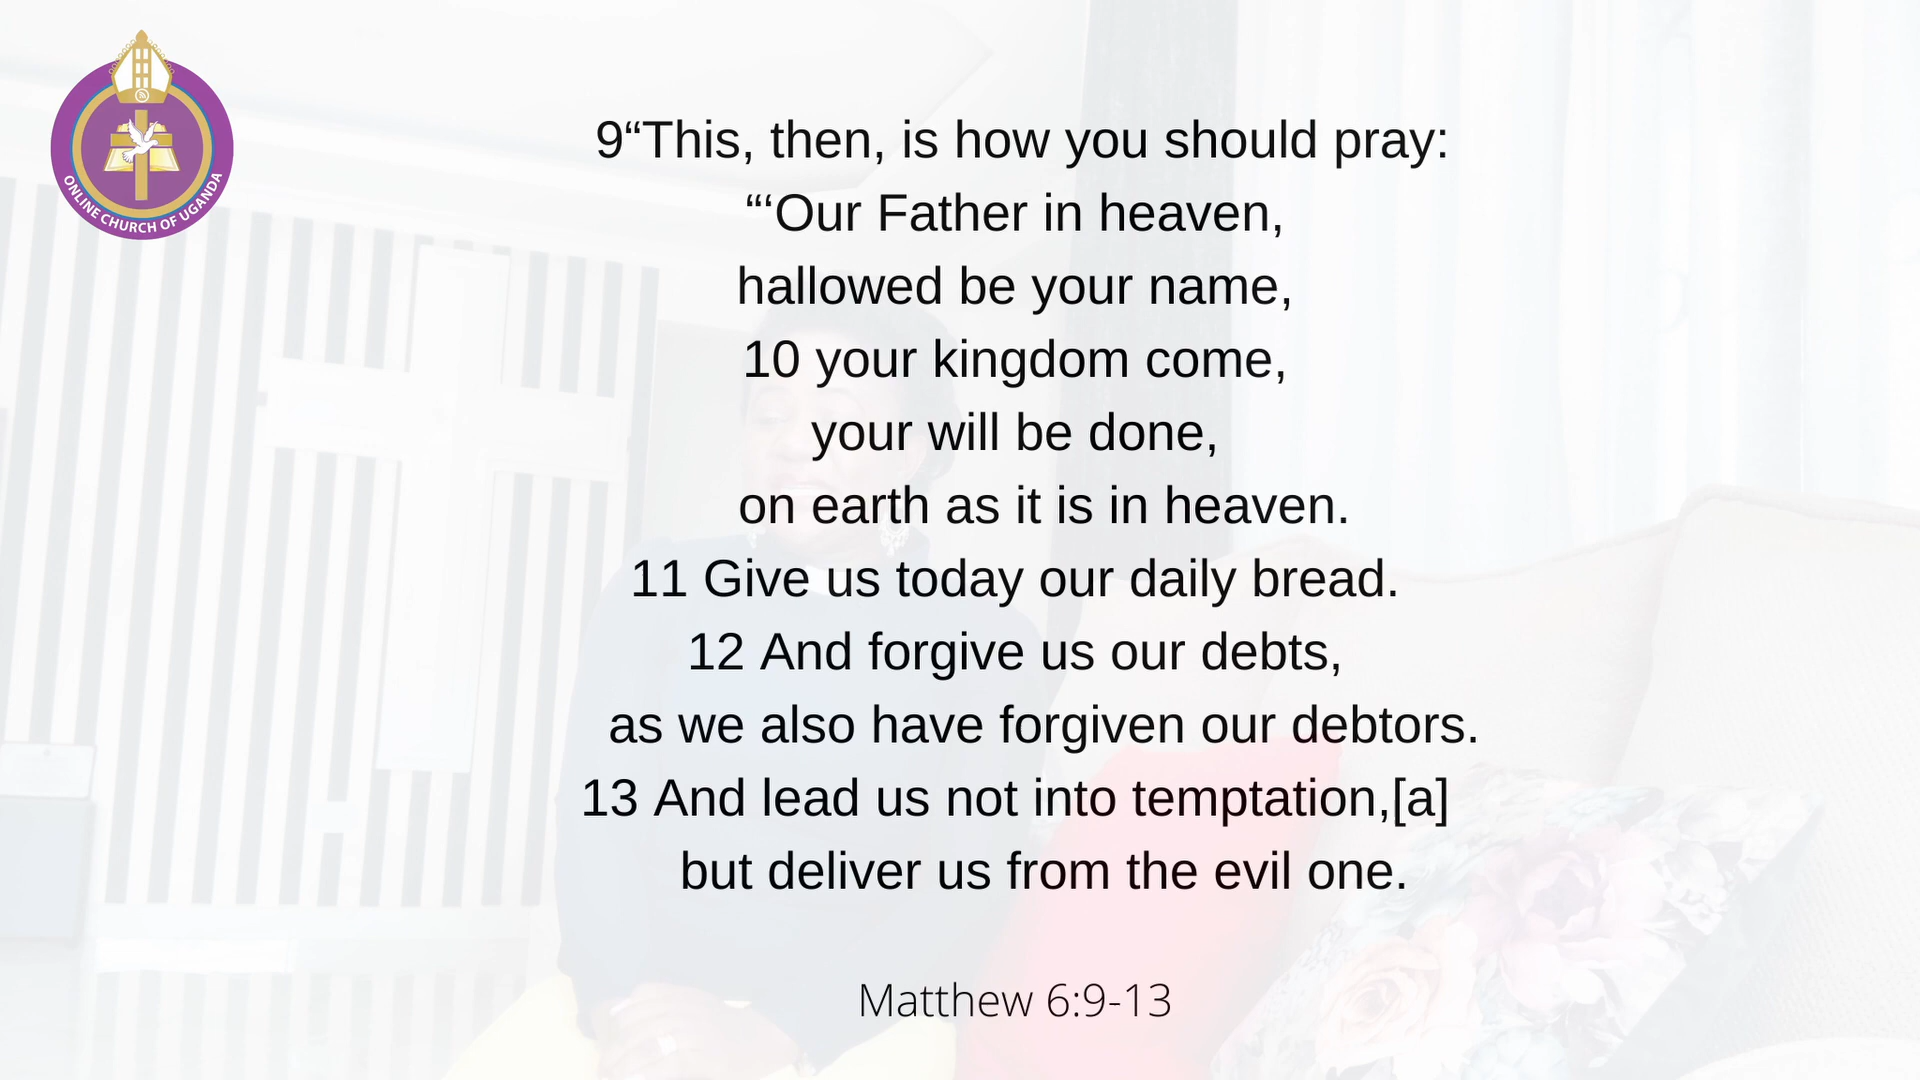 ONLINE CHURCH OF UGANDA
9“This, then, is how you should pray:
“‘Our Father in heaven,
hallowed be your name,
10 your kingdom come,
your will be done,
on earth as it is in heaven.
11 Give us today our daily bread.
12 And forgive us our debts,
as we also have forgiven our debtors.
13 And lead us not into temptation,[a]
but deliver us from the evil one.
Matthew 6:9-13